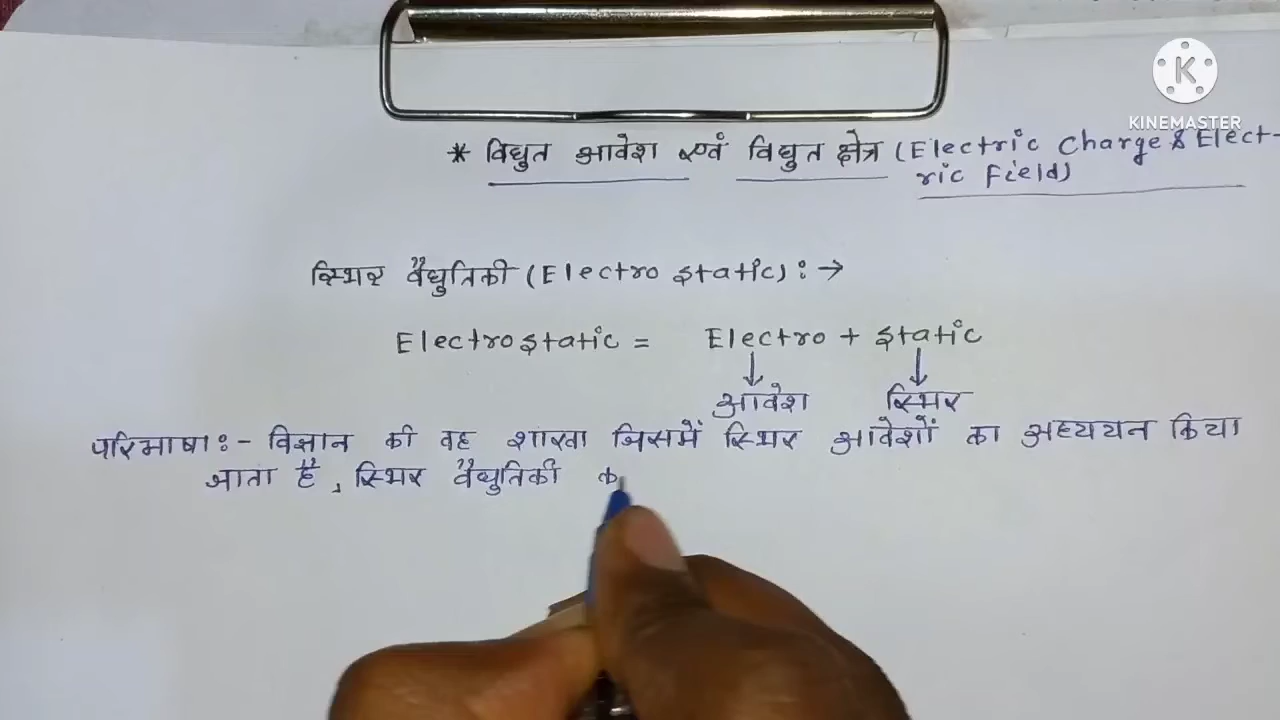 KINEMASTER
* विद्युत आवेश एवं विद्युत क्षेत्र (Electric Charge & Elect-
ric Field)
स्थिर वैद्युतिकी (Electro static) : →
Electrostatic = Electro + static
↓ ↓
आवेश स्थिर
परिभाषाः- विज्ञान की वह शाखा जिसमें स्थिर आवेशों का अध्ययन किया
जाता है, स्थिर वैद्युतिकी क